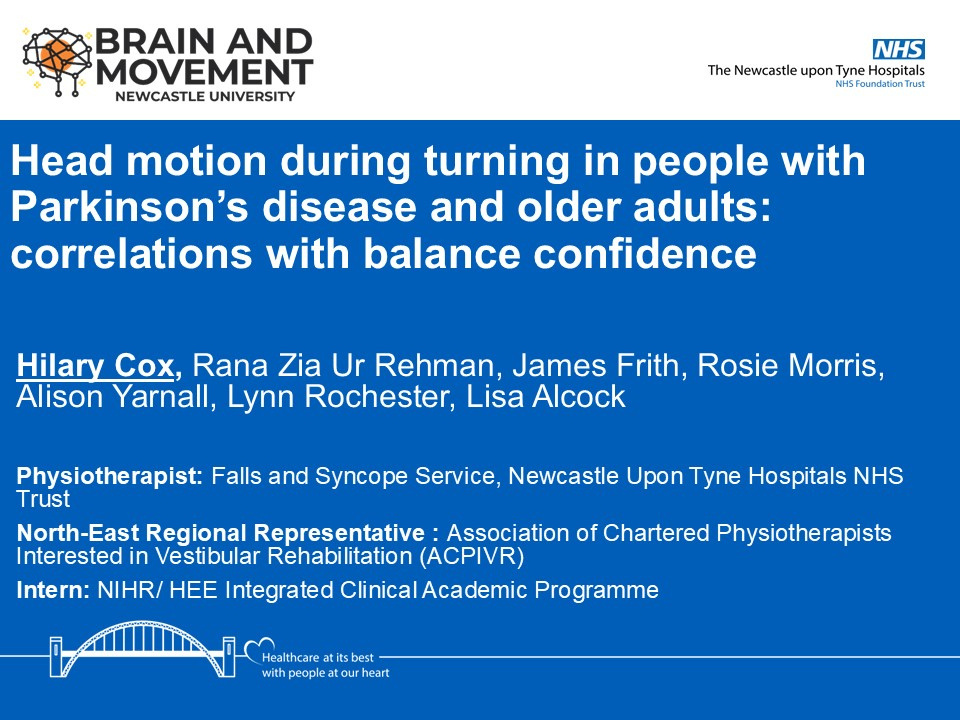 BRAIN AND
MOVEMENT
NEWCASTLE UNIVERSITY
NHS
The Newcastle upon Tyne Hospitals
NHS Foundation Trust
Head motion during turning in people with
Parkinson’s disease and older adults:
correlations with balance confidence
Hilary Cox, Rana Zia Ur Rehman, James Frith, Rosie Morris,
Alison Yarnall, Lynn Rochester, Lisa Alcock
Physiotherapist: Falls and Syncope Service, Newcastle Upon Tyne Hospitals NHS
Trust
North-East Regional Representative : Association of Chartered Physiotherapists
Interested in Vestibular Rehabilitation (ACPIVR)
Intern: NIHR/ HEE Integrated Clinical Academic Programme
Healthcare at its best
with people at our heart